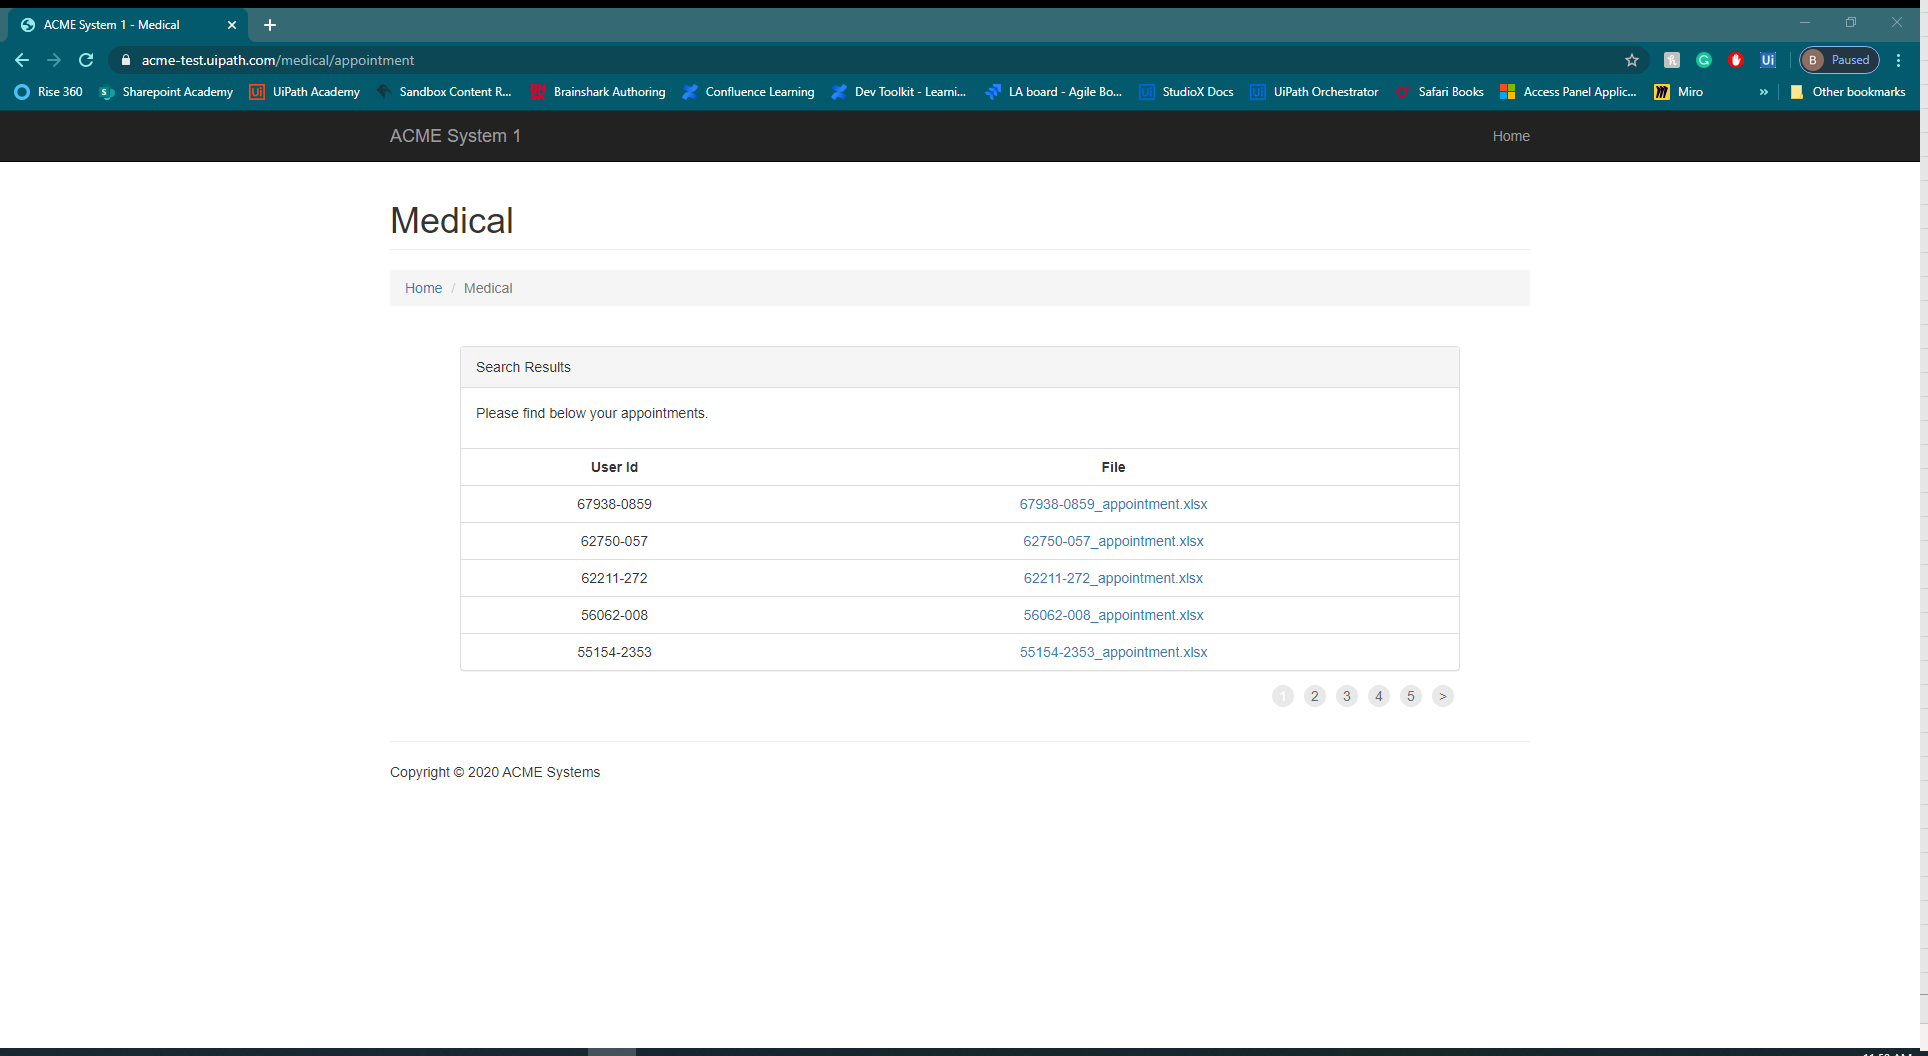 ACME System 1 - Medical
acme-test.uipath.com/medical/appointment
B Paused
Rise 360 Sharepoint Academy UiPath Academy Sandbox Content R... Brainshark Authoring Confluence Learning Dev Toolkit - Learni... LA board - Agile Bo... StudioX Docs UiPath Orchestrator Safari Books Access Panel Applic... Miro » Other bookmarks
ACME System 1 Home
Medical
Home / Medical
Search Results
Please find below your appointments.
User Id File
67938-0859 67938-0859_appointment.xlsx
62750-057 62750-057_appointment.xlsx
62211-272 62211-272_appointment.xlsx
56062-008 56062-008_appointment.xlsx
55154-2353 55154-2353_appointment.xlsx
1 2 3 4 5 >
Copyright © 2020 ACME Systems